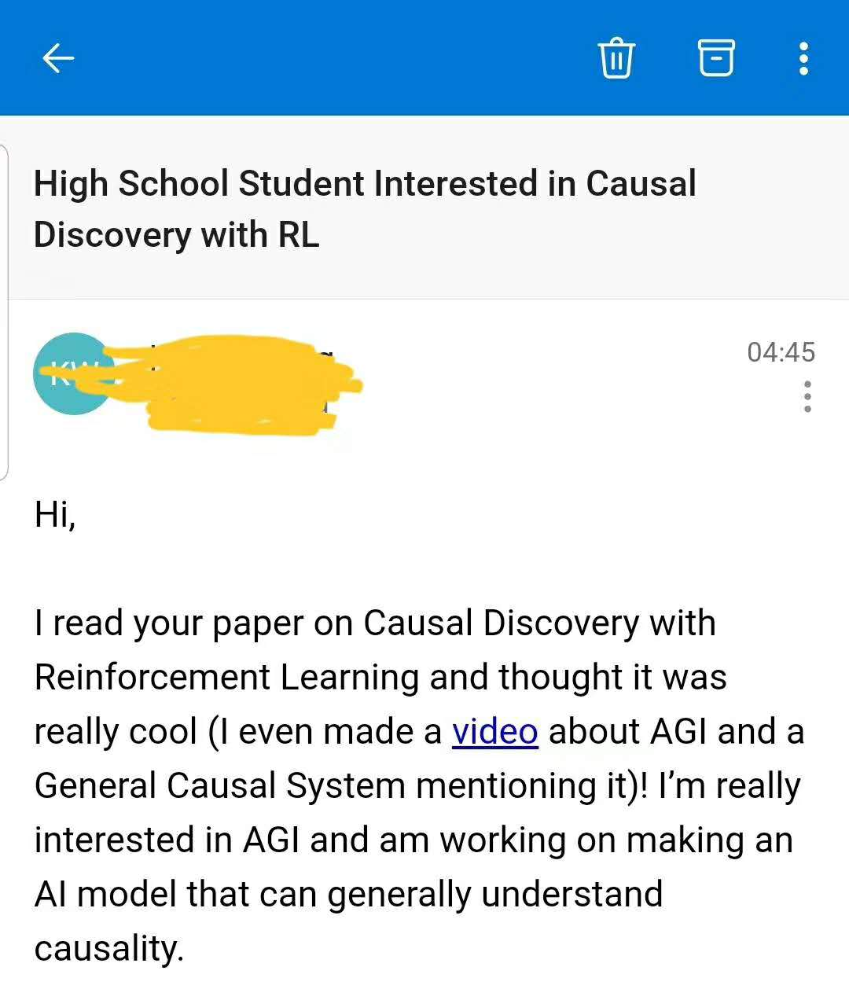 High School Student Interested in Causal
Discovery with RL
KW
04:45
Hi,
I read your paper on Causal Discovery with
Reinforcement Learning and thought it was
really cool (I even made a video about AGI and a
General Causal System mentioning it)! I’m really
interested in AGI and am working on making an
AI model that can generally understand
causality.